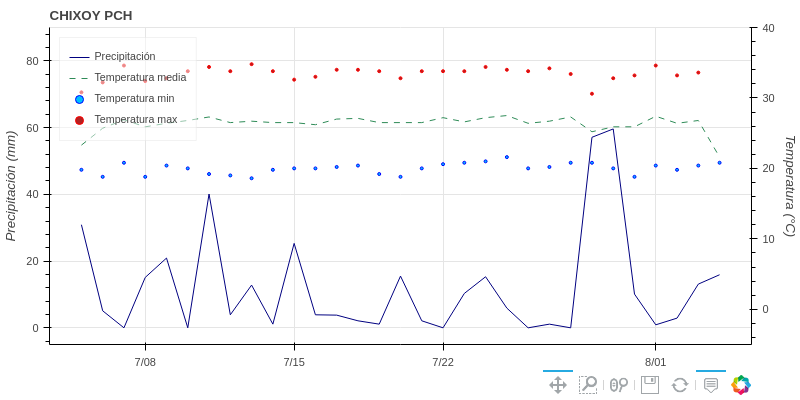 CHIXOY PCH
Precipitación
Temperatura media
Temperatura min
Temperatura max
Precipitación (mm)
80
60
40
20
0
40
30
20
10
0
Temperatura (°C)
7/08
7/15
7/22
8/01